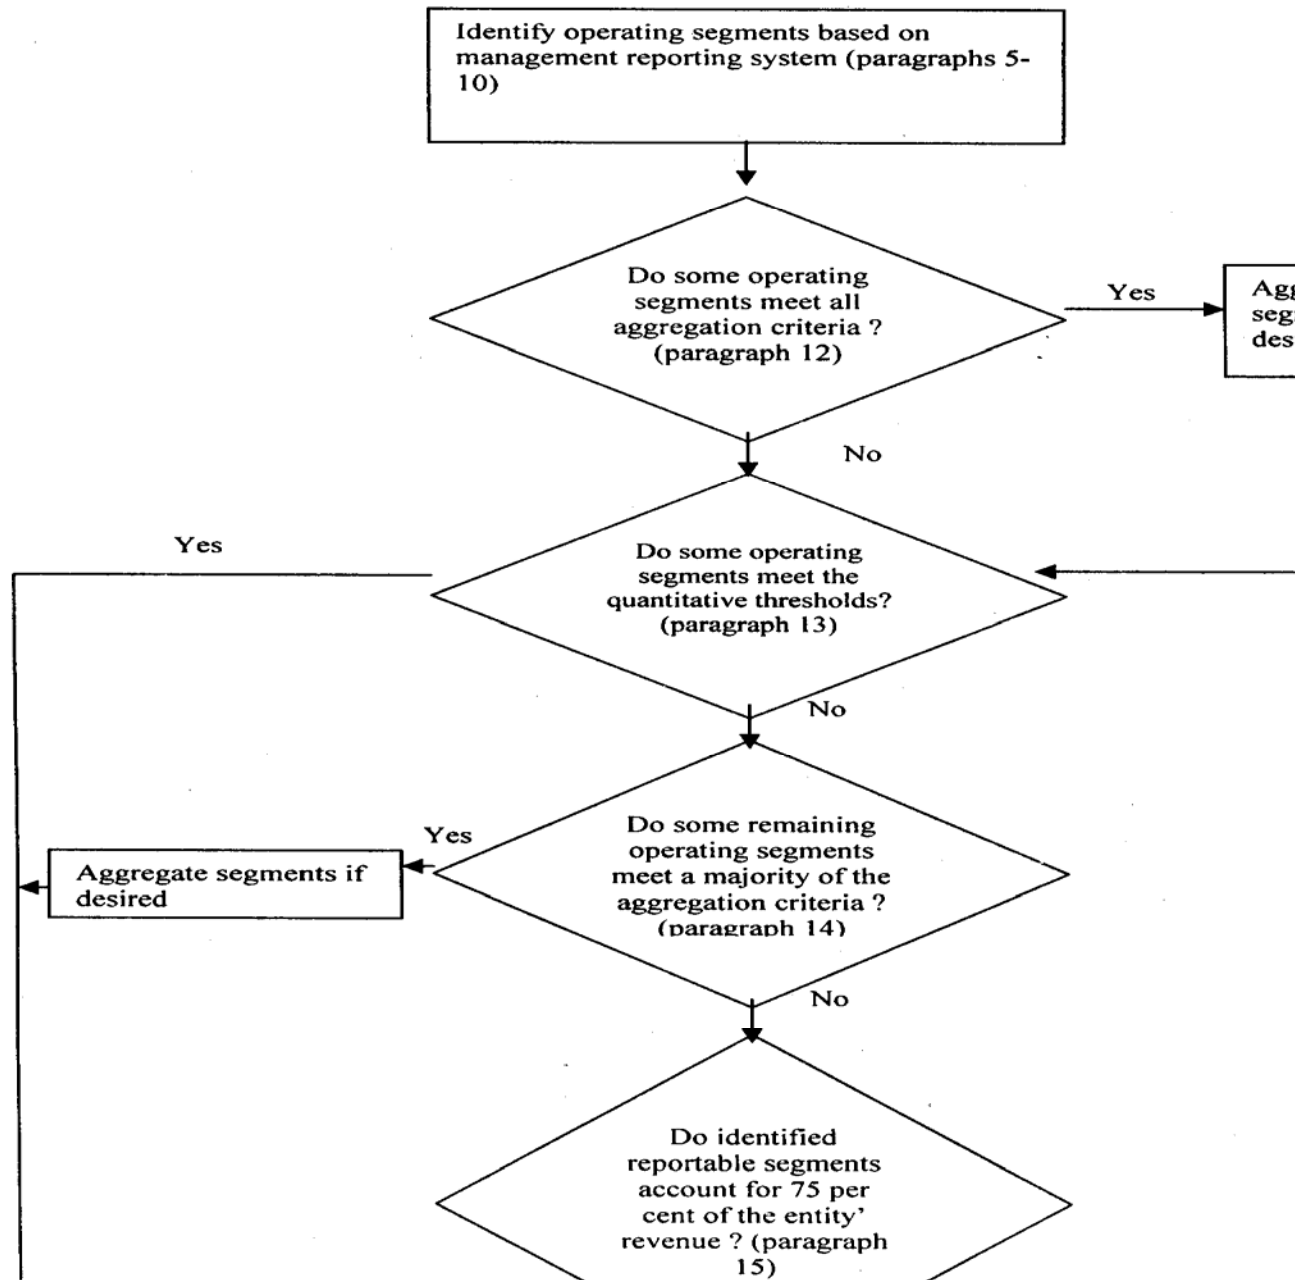 Identify operating segments based on
management reporting system (paragraphs 5-
10)
Do some operating
segments meet all
aggregation criteria ?
(paragraph 12)
Yes
No
Yes
Do some operating
segments meet the
quantitative thresholds?
(paragraph 13)
No
Do some remaining
operating segments
meet a majority of the
aggregation criteria ?
(paragraph 14)
Yes
Aggregate segments if
desired
No
Do identified
reportable segments
account for 75 per
cent of the entity’
revenue ? (paragraph
15)